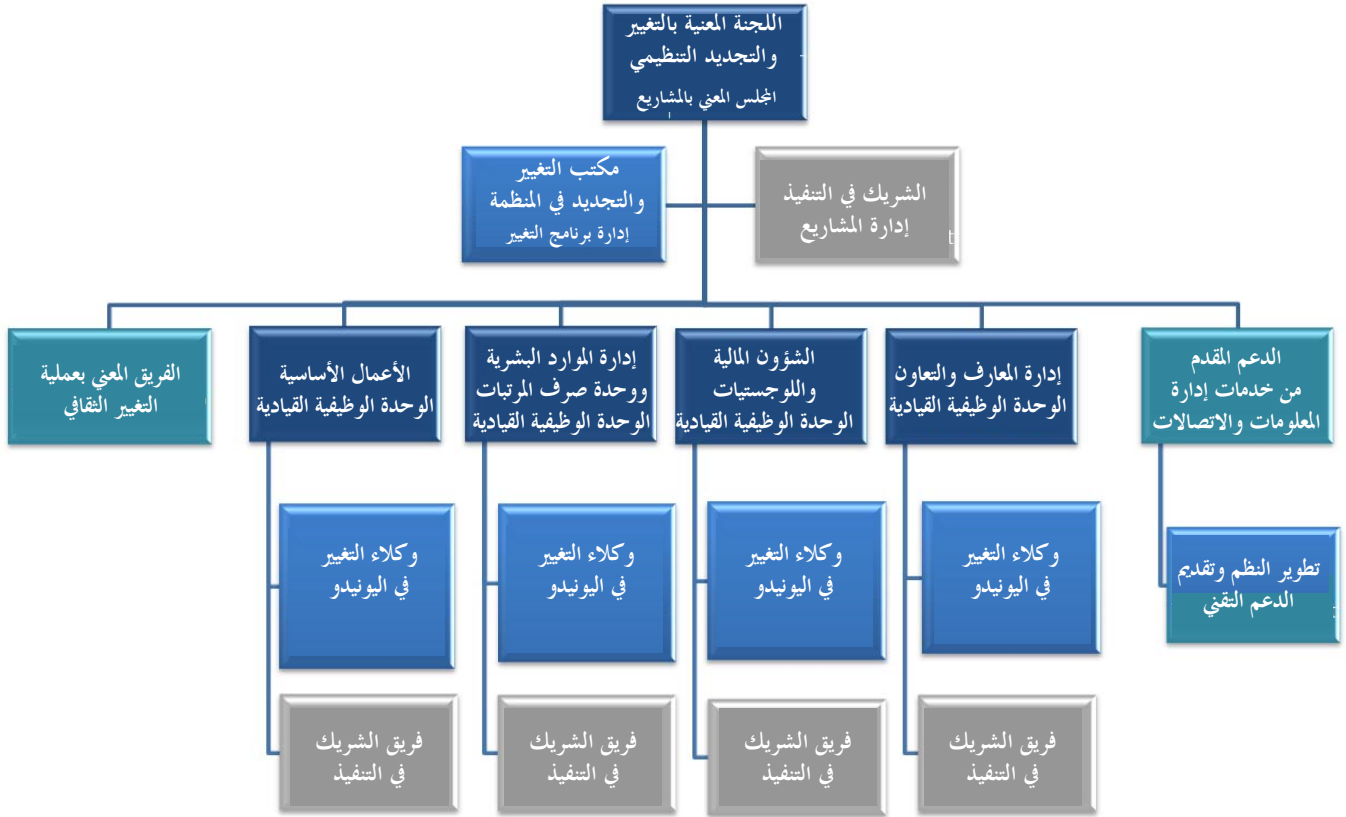 اللجنة المعنية بالتغيير
والتجديد التنظيمي
المجلس المعني بالمشاريع
الشريك في التنفيذ
إدارة المشاريع
مكتب التغيير
والتجديد في المنظمة
إدارة برنامج التغيير
الدعم المقدم
من خدمات إدارة
المعلومات والاتصالات
إدارة المعارف والتعاون
الوحدة الوظيفية القيادية
الشؤون المالية
واللوجستيات
الوحدة الوظيفية القيادية
إدارة الموارد البشرية
ووحدة صرف المرتبات
الوحدة الوظيفية القيادية
الأعمال الأساسية
الوحدة الوظيفية القيادية
الفريق المعني بعملية
التغيير الثقافي
تطوير النظم وتقديم
الدعم التقني
وكلاء التغيير
في اليونيدو
وكلاء التغيير
في اليونيدو
وكلاء التغيير
في اليونيدو
وكلاء التغيير
في اليونيدو
فريق الشريك
في التنفيذ
فريق الشريك
في التنفيذ
فريق الشريك
في التنفيذ
فريق الشريك
في التنفيذ